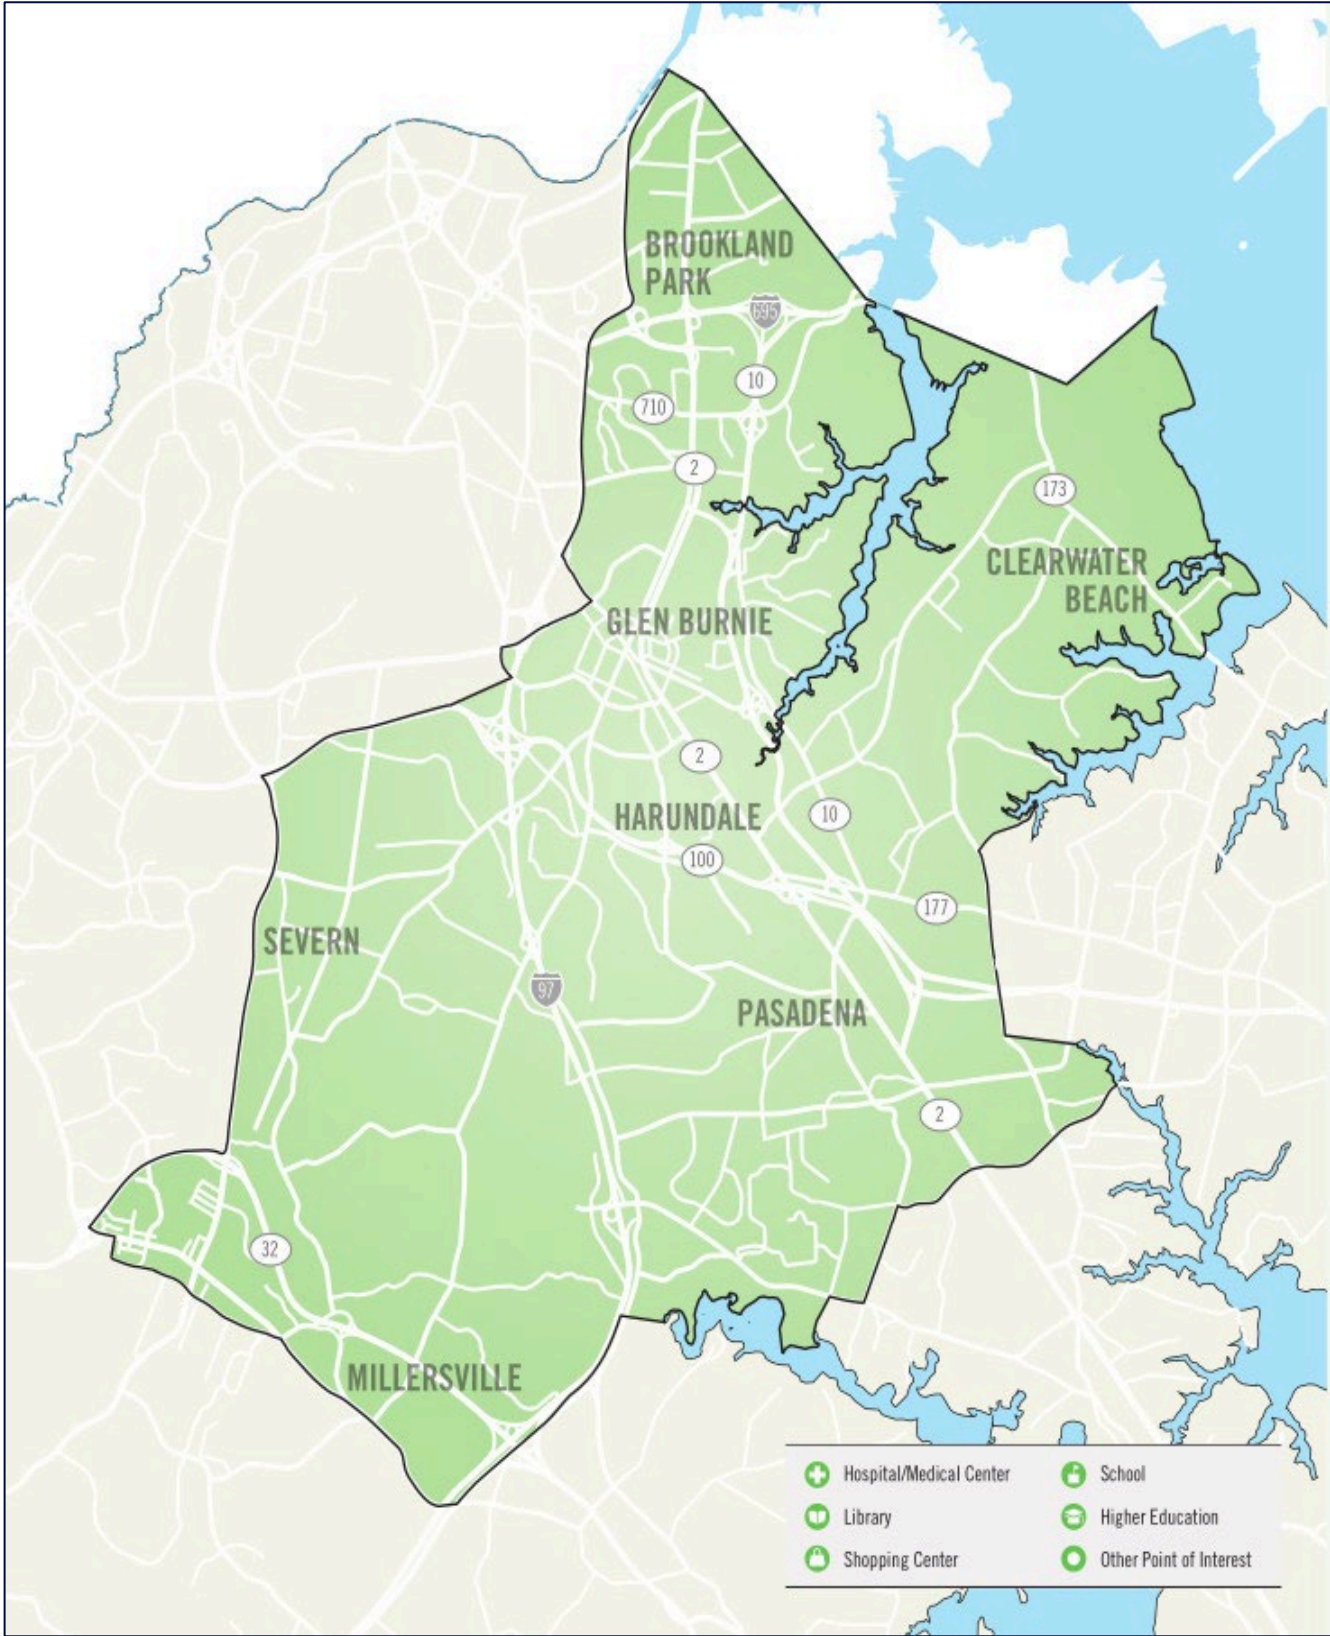 BROOKLAND
PARK
695
10
710
2
173
CLEARWATER
BEACH
GLEN BURNIE
2
HARUNDALE
10
100
177
SEVERN
97
PASADENA
2
32
MILLERSVILLE
Hospital/Medical Center
School
Library
Higher Education
Shopping Center
Other Point of Interest